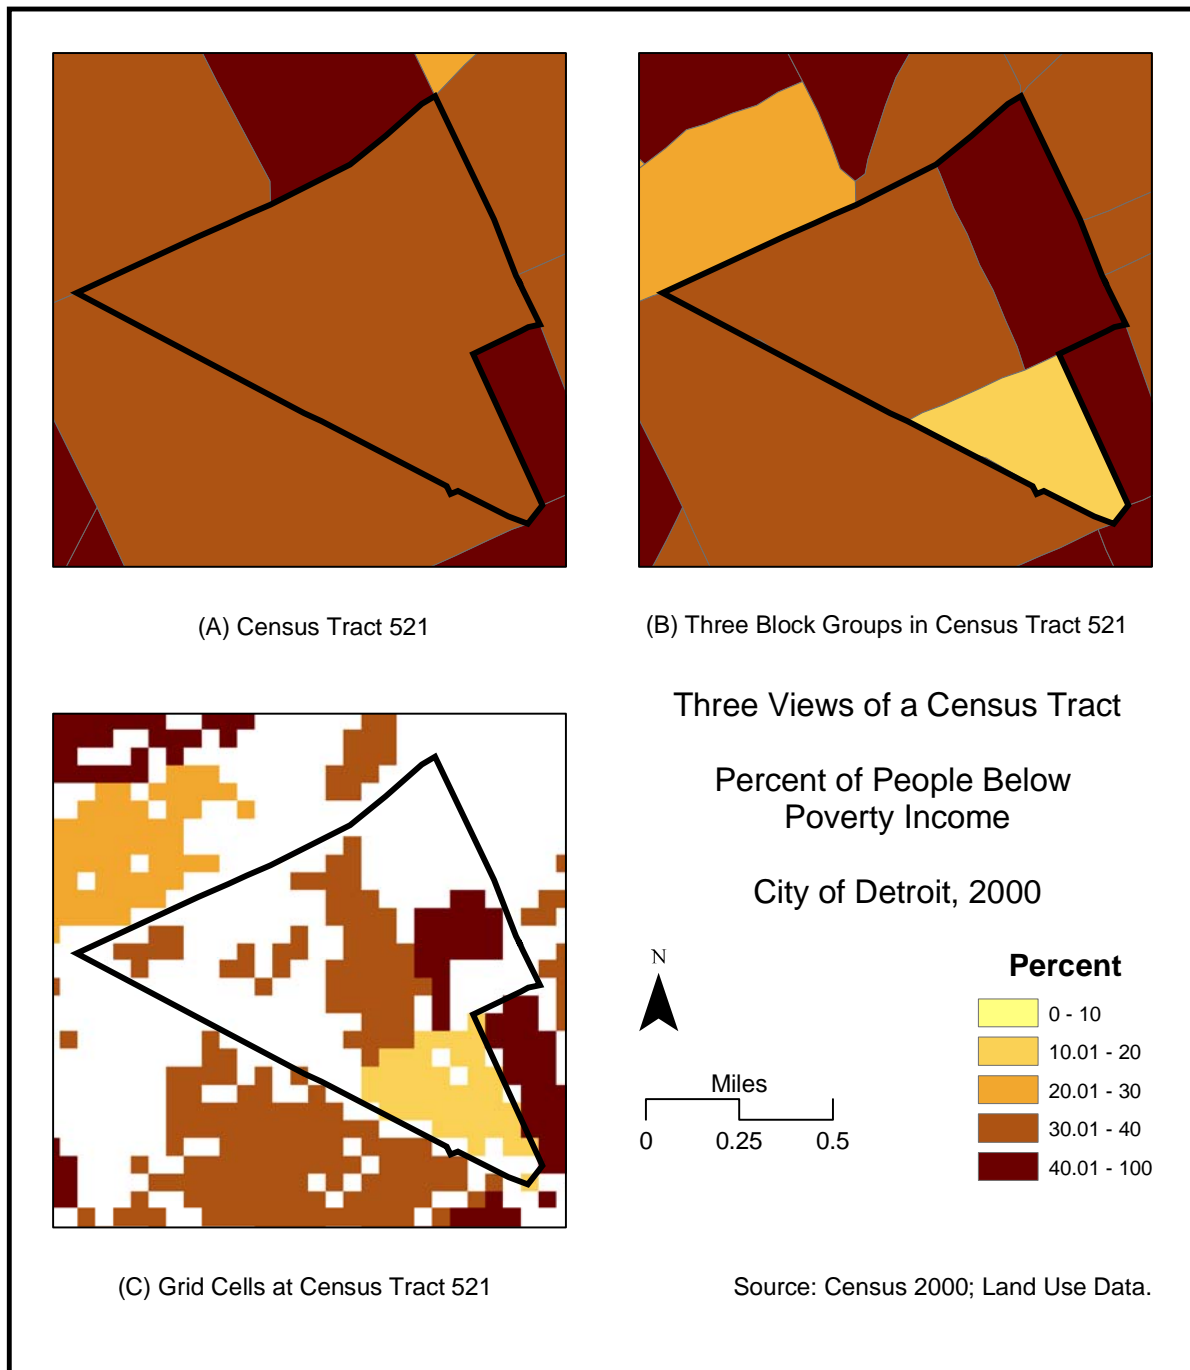 (A) Census Tract 521
(B) Three Block Groups in Census Tract 521
Three Views of a Census Tract
Percent of People Below
Poverty Income
City of Detroit, 2000
N
Miles
0 0.25 0.5
Percent
0 - 10
10.01 - 20
20.01 - 30
30.01 - 40
40.01 - 100
(C) Grid Cells at Census Tract 521
Source: Census 2000; Land Use Data.